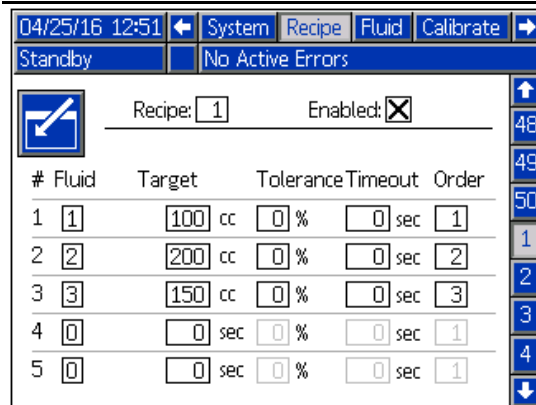 04/25/16 12:51 System Recipe Fluid Calibrate
Standby No Active Errors
Recipe: 1 Enabled:
# Fluid Target Tolerance Timeout Order
1 1 100 cc 0 % 0 sec 1
2 2 200 cc 0 % 0 sec 2
3 3 150 cc 0 % 0 sec 3
4 0 0 sec 0 % 0 sec 1
5 0 0 sec 0 % 0 sec 1
48
49
50
1
2
3
4